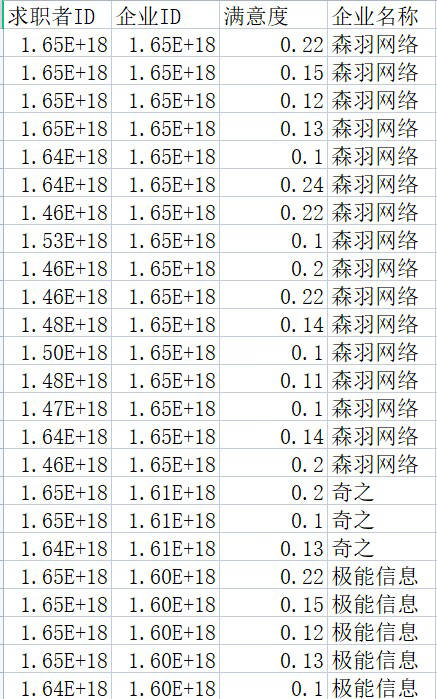 求职者ID 企业ID 满意度 企业名称
1.65E+18 1.65E+18 0.22 森羽网络
1.65E+18 1.65E+18 0.15 森羽网络
1.65E+18 1.65E+18 0.12 森羽网络
1.65E+18 1.65E+18 0.13 森羽网络
1.64E+18 1.65E+18 0.1 森羽网络
1.64E+18 1.65E+18 0.24 森羽网络
1.46E+18 1.65E+18 0.22 森羽网络
1.53E+18 1.65E+18 0.1 森羽网络
1.46E+18 1.65E+18 0.2 森羽网络
1.46E+18 1.65E+18 0.22 森羽网络
1.48E+18 1.65E+18 0.14 森羽网络
1.50E+18 1.65E+18 0.1 森羽网络
1.48E+18 1.65E+18 0.11 森羽网络
1.47E+18 1.65E+18 0.1 森羽网络
1.64E+18 1.65E+18 0.14 森羽网络
1.46E+18 1.65E+18 0.2 森羽网络
1.65E+18 1.61E+18 0.2 奇之
1.65E+18 1.61E+18 0.1 奇之
1.64E+18 1.61E+18 0.13 奇之
1.65E+18 1.60E+18 0.22 极能信息
1.65E+18 1.60E+18 0.15 极能信息
1.65E+18 1.60E+18 0.12 极能信息
1.65E+18 1.60E+18 0.13 极能信息
1.64E+18 1.60E+18 0.1 极能信息